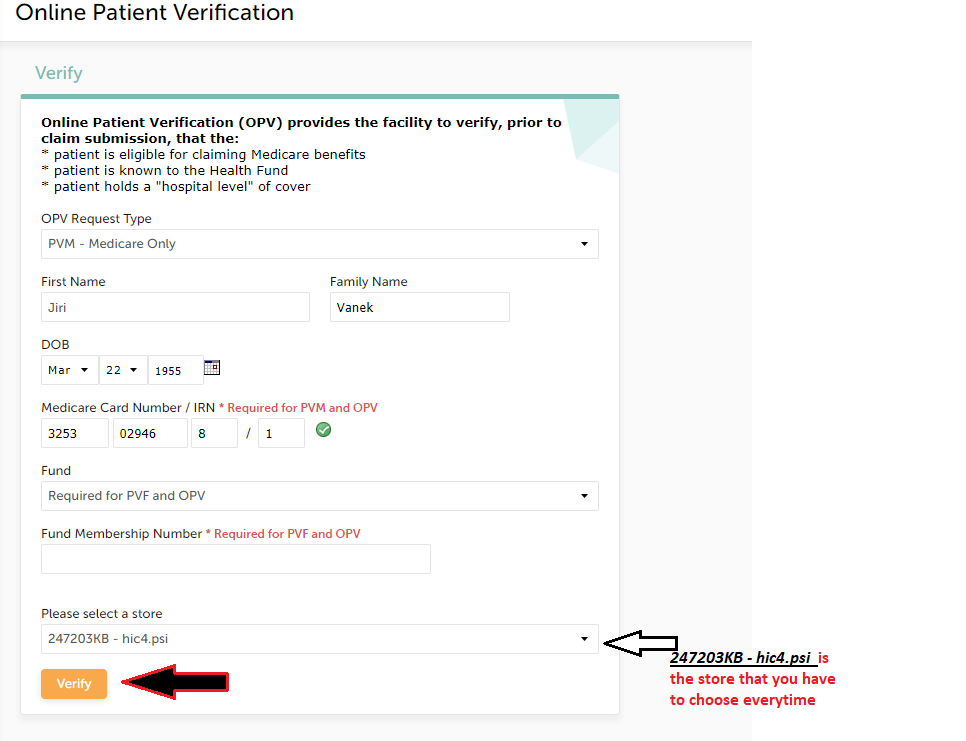 Online Patient Verification
Verify
Online Patient Verification (OPV) provides the facility to verify, prior to
claim submission, that the:
* patient is eligible for claiming Medicare benefits
* patient is known to the Health Fund
* patient holds a "hospital level" of cover
OPV Request Type
PVM - Medicare Only
First Name Family Name
Jiri Vanek
DOB
Mar 22 1955
Medicare Card Number / IRN * Required for PVM and OPV
3253 02946 8 / 1
Fund
Required for PVF and OPV
Fund Membership Number * Required for PVF and OPV
Please select a store
247203KB - hic4.psi
247203KB - hic4.psi is
the store that you have
to choose everytime
Verify